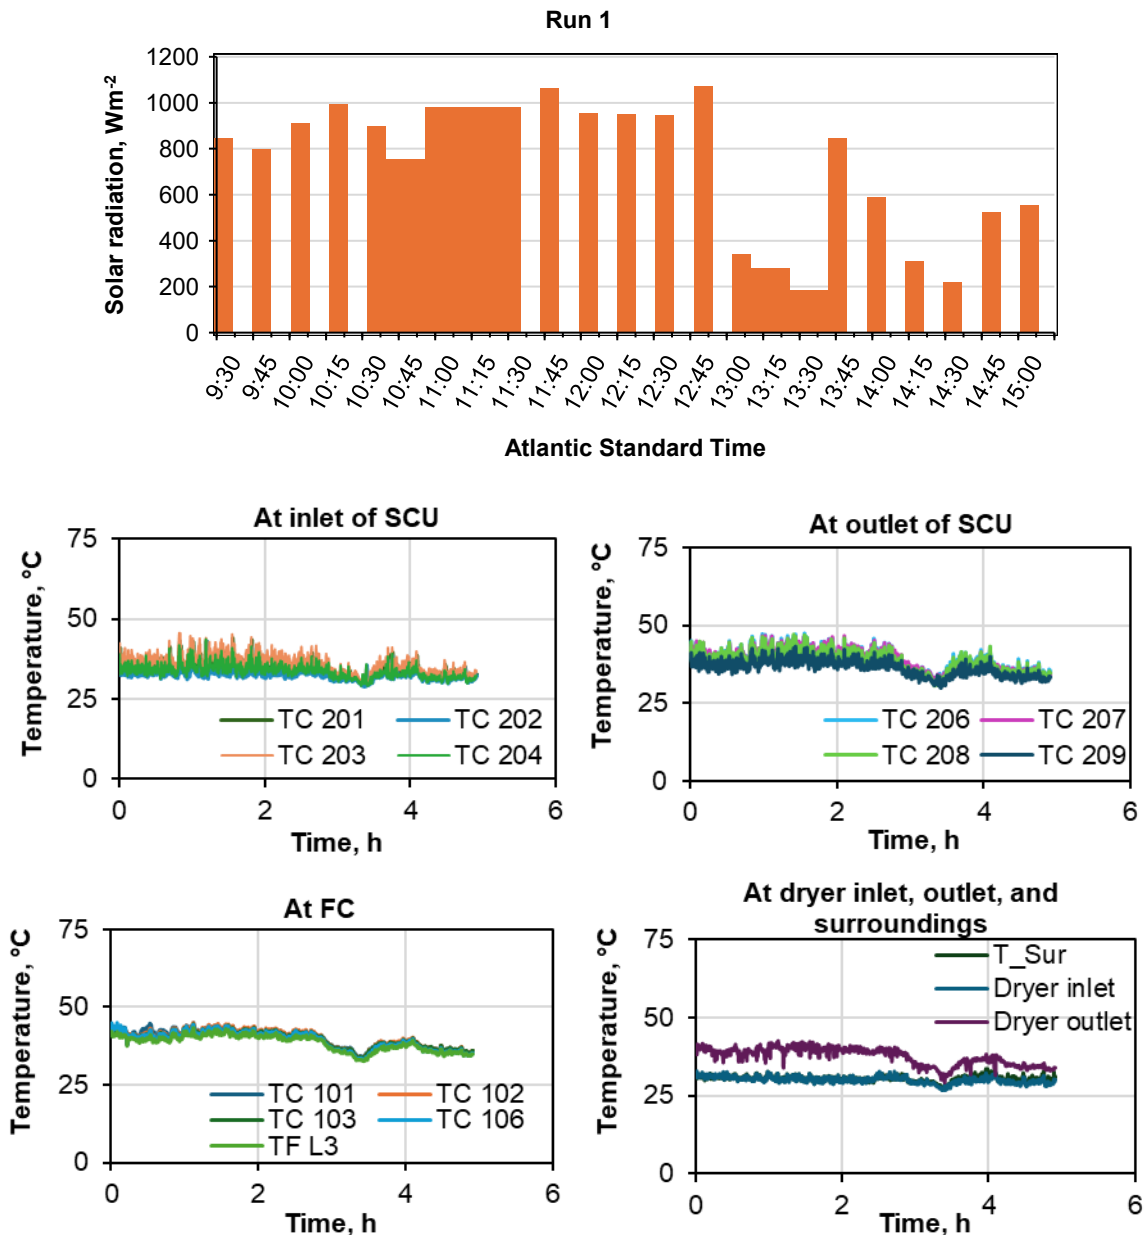 Run 1
Solar radiation, Wm-2
1200
1000
800
600
400
200
0
9:30 9:45 10:00 10:15 10:30 10:45 11:00 11:15 11:30 11:45 12:00 12:15 12:30 12:45 13:00 13:15 13:30 13:45 14:00 14:15 14:30 14:45 15:00
Atlantic Standard Time
At inlet of SCU
Temperature, °C
75
50
25
0
TC 201 TC 202
TC 203 TC 204
0 2 4 6
Time, h
At outlet of SCU
Temperature, °C
75
50
25
0
TC 206 TC 207
TC 208 TC 209
0 2 4 6
Time, h
At FC
Temperature, °C
75
50
25
0
TC 101 TC 102
TC 103 TC 106
TF L3
0 2 4 6
Time, h
At dryer inlet, outlet, and
surroundings
Temperature, °C
75
50
25
0
T_Sur
Dryer inlet
Dryer outlet
0 2 4 6
Time, h